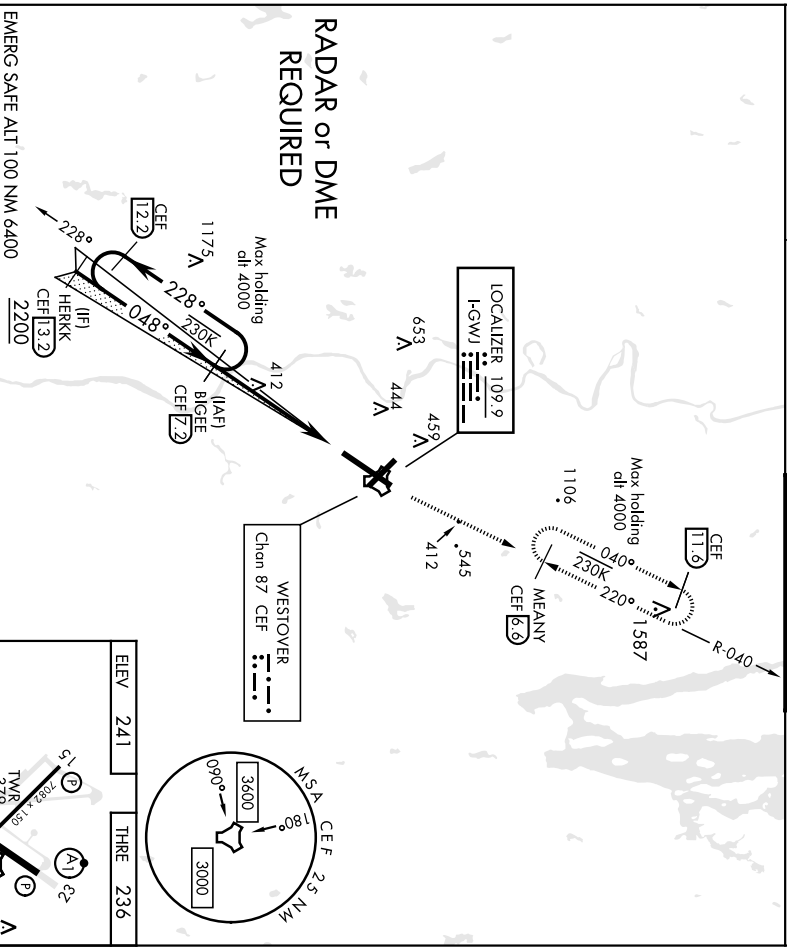 RADAR or DME
REQUIRED
EMERG SAFE ALT 100 NM 6400
LOCALIZER 109.9
I-GWJ
WESTOVER
Chan 87 CEF
Max holding
alt 4000
1106
CEF
11.6
040°
230K
220°
1587
R-040
MEANY
CEF 6.6
545
412
653
444
459
412
Max holding
alt 4000
1175
CEF
12.2
228°
228°
230K
048°
(IAF)
BIGEE
CEF 7.2
(IF)
HERKK
CEF 13.2
2200
MSA CEF 25 NM
180°
3600
090°
3000
ELEV 241
THRE 236
15
P
7082 x 150
TWR
A1
23
P